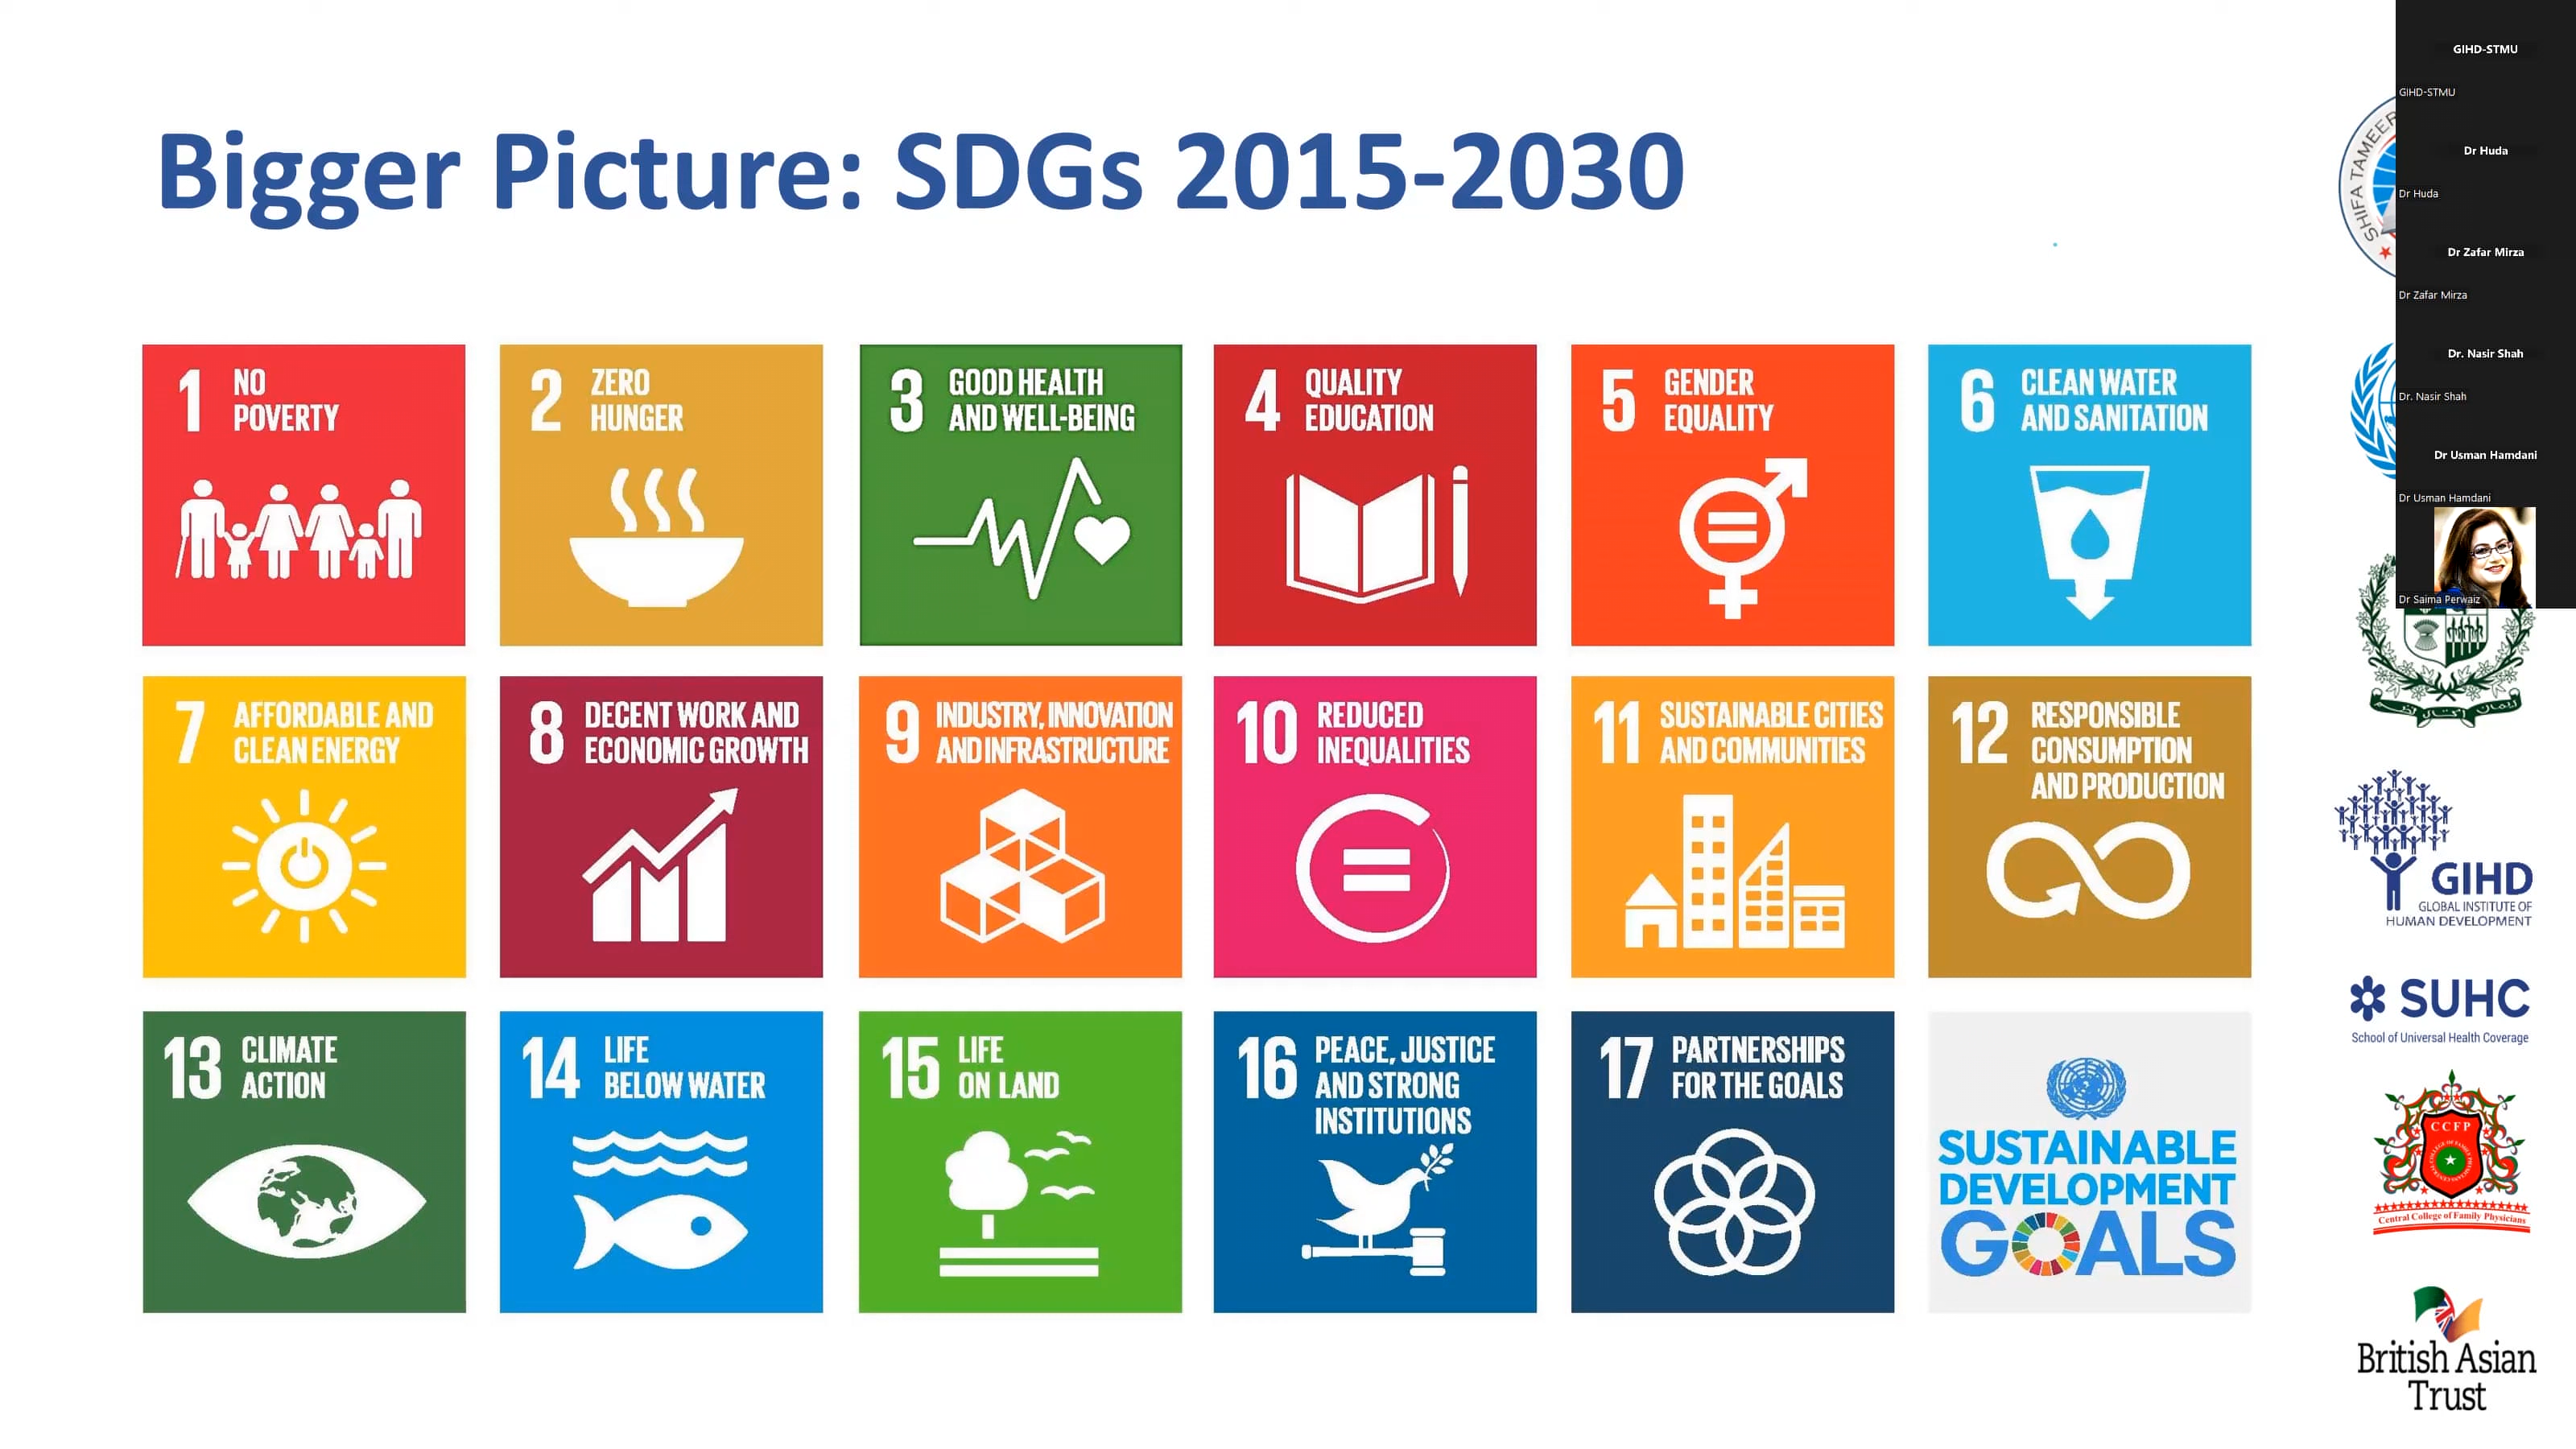 Bigger Picture: SDGs 2015-2030
1 NO
POVERTY
2 ZERO
HUNGER
3 GOOD HEALTH
AND WELL-BEING
4 QUALITY
EDUCATION
5 GENDER
EQUALITY
6 CLEAN WATER
AND SANITATION
7 AFFORDABLE AND
CLEAN ENERGY
8 DECENT WORK AND
ECONOMIC GROWTH
9 INDUSTRY, INNOVATION
AND INFRASTRUCTURE
10 REDUCED
INEQUALITIES
11 SUSTAINABLE CITIES
AND COMMUNITIES
12 RESPONSIBLE
CONSUMPTION
AND PRODUCTION
13 CLIMATE
ACTION
14 LIFE
BELOW WATER
15 LIFE
ON LAND
16 PEACE, JUSTICE
AND STRONG
INSTITUTIONS
17 PARTNERSHIPS
FOR THE GOALS
SUSTAINABLE
DEVELOPMENT
GOALS
GIHD-STMU
GIHD-STMU
Dr Huda
Dr Huda
Dr Zafar Mirza
Dr Zafar Mirza
Dr. Nasir Shah
Dr. Nasir Shah
Dr Usman Hamdani
Dr Usman Hamdani
Dr Saima Perwaiz
SHIFA TAMEER
GIHD
GLOBAL INSTITUTE OF
HUMAN DEVELOPMENT
SUHC
School of Universal Health Coverage
CCFP
Central College of Family Physicians
British Asian
Trust